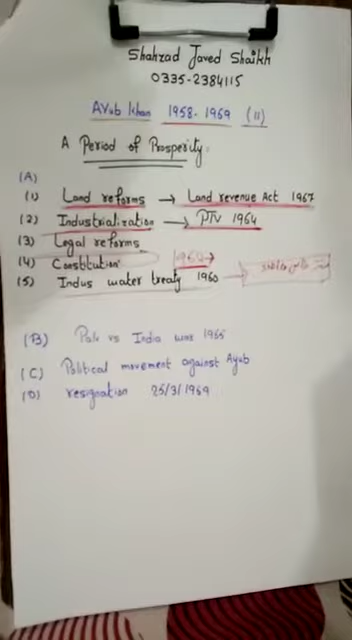 Shahzad Javed Shaikh
0335-2384115
Ayub Khan 1958-1969 (II)
A Period of Prosperity.
(A)
(1) Land reforms → Land revenue Act 1967
(2) Industrialization → PTV 1964
(3) Legal reforms
(4) Constitution
(5) Indus water treaty 1960 →
(B) Pak vs India war 1965
(C) Political movement against Ayub
(D) resignation 25/3/1969